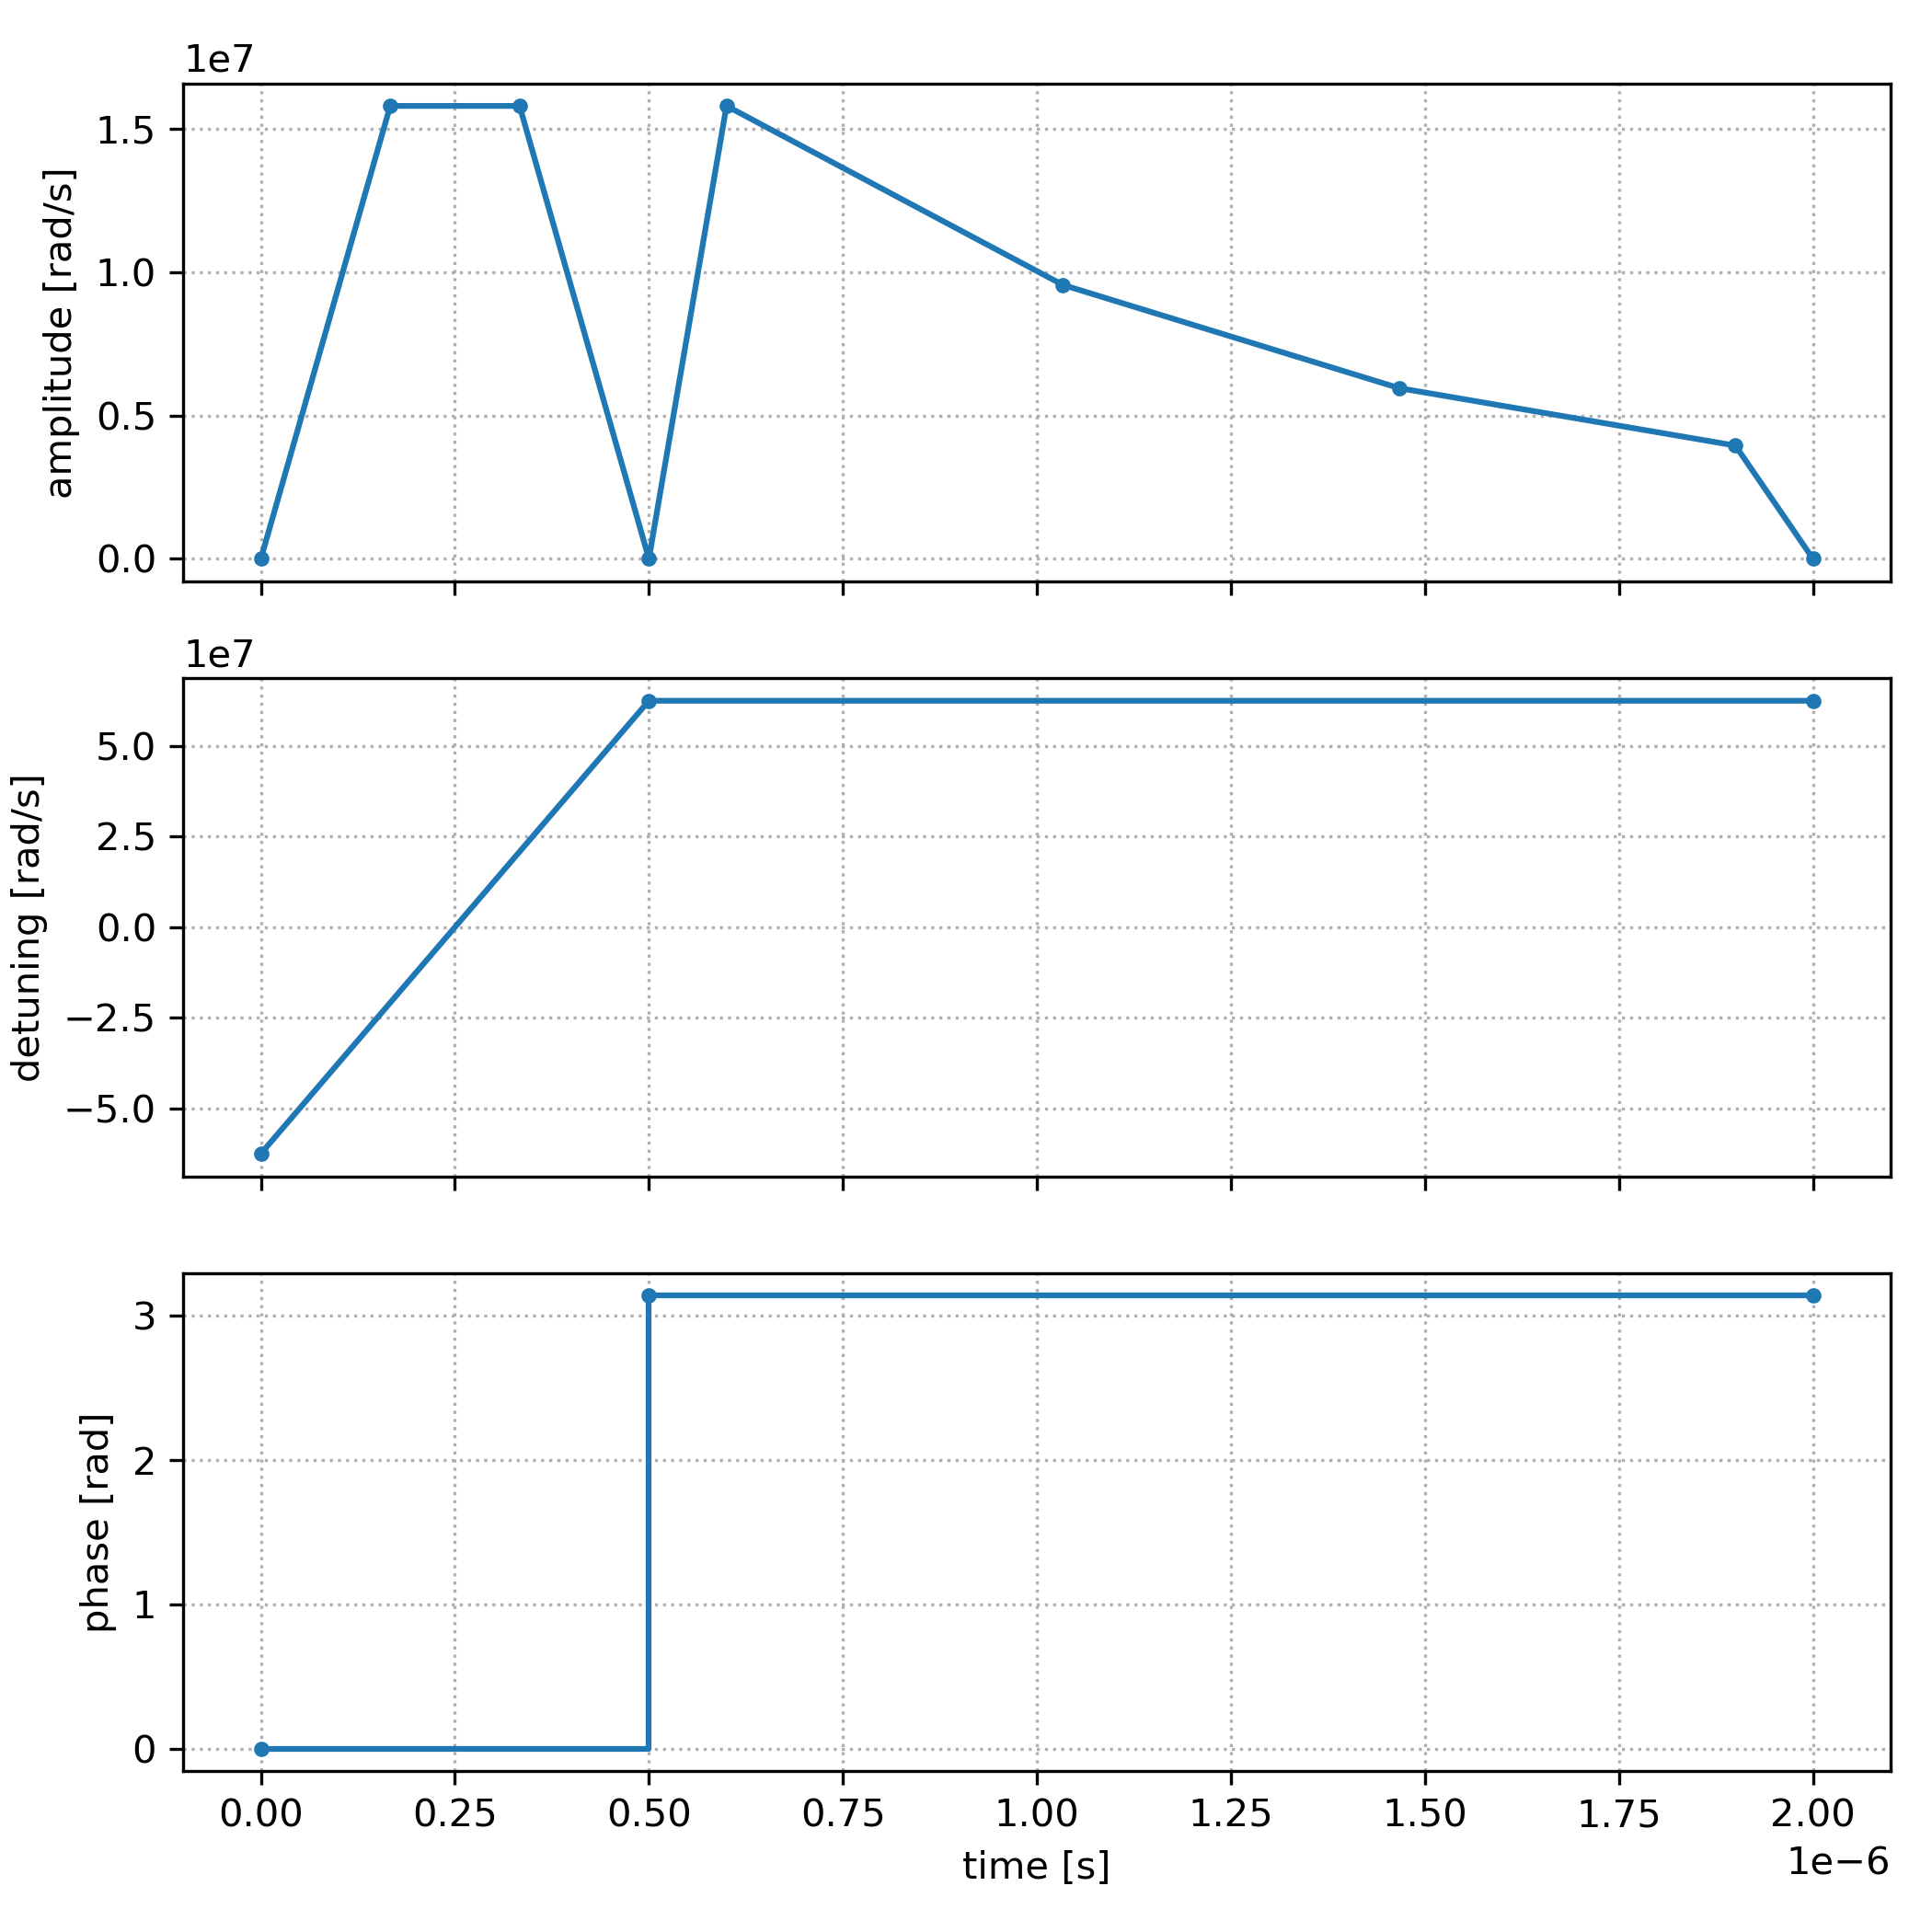 1e7
1.5
1.0
0.5
0.0
amplitude [rad/s]
1e7
5.0
2.5
0.0
−2.5
−5.0
detuning [rad/s]
3
2
1
0
phase [rad]
0.00 0.25 0.50 0.75 1.00 1.25 1.50 1.75 2.00
time [s]
1e−6